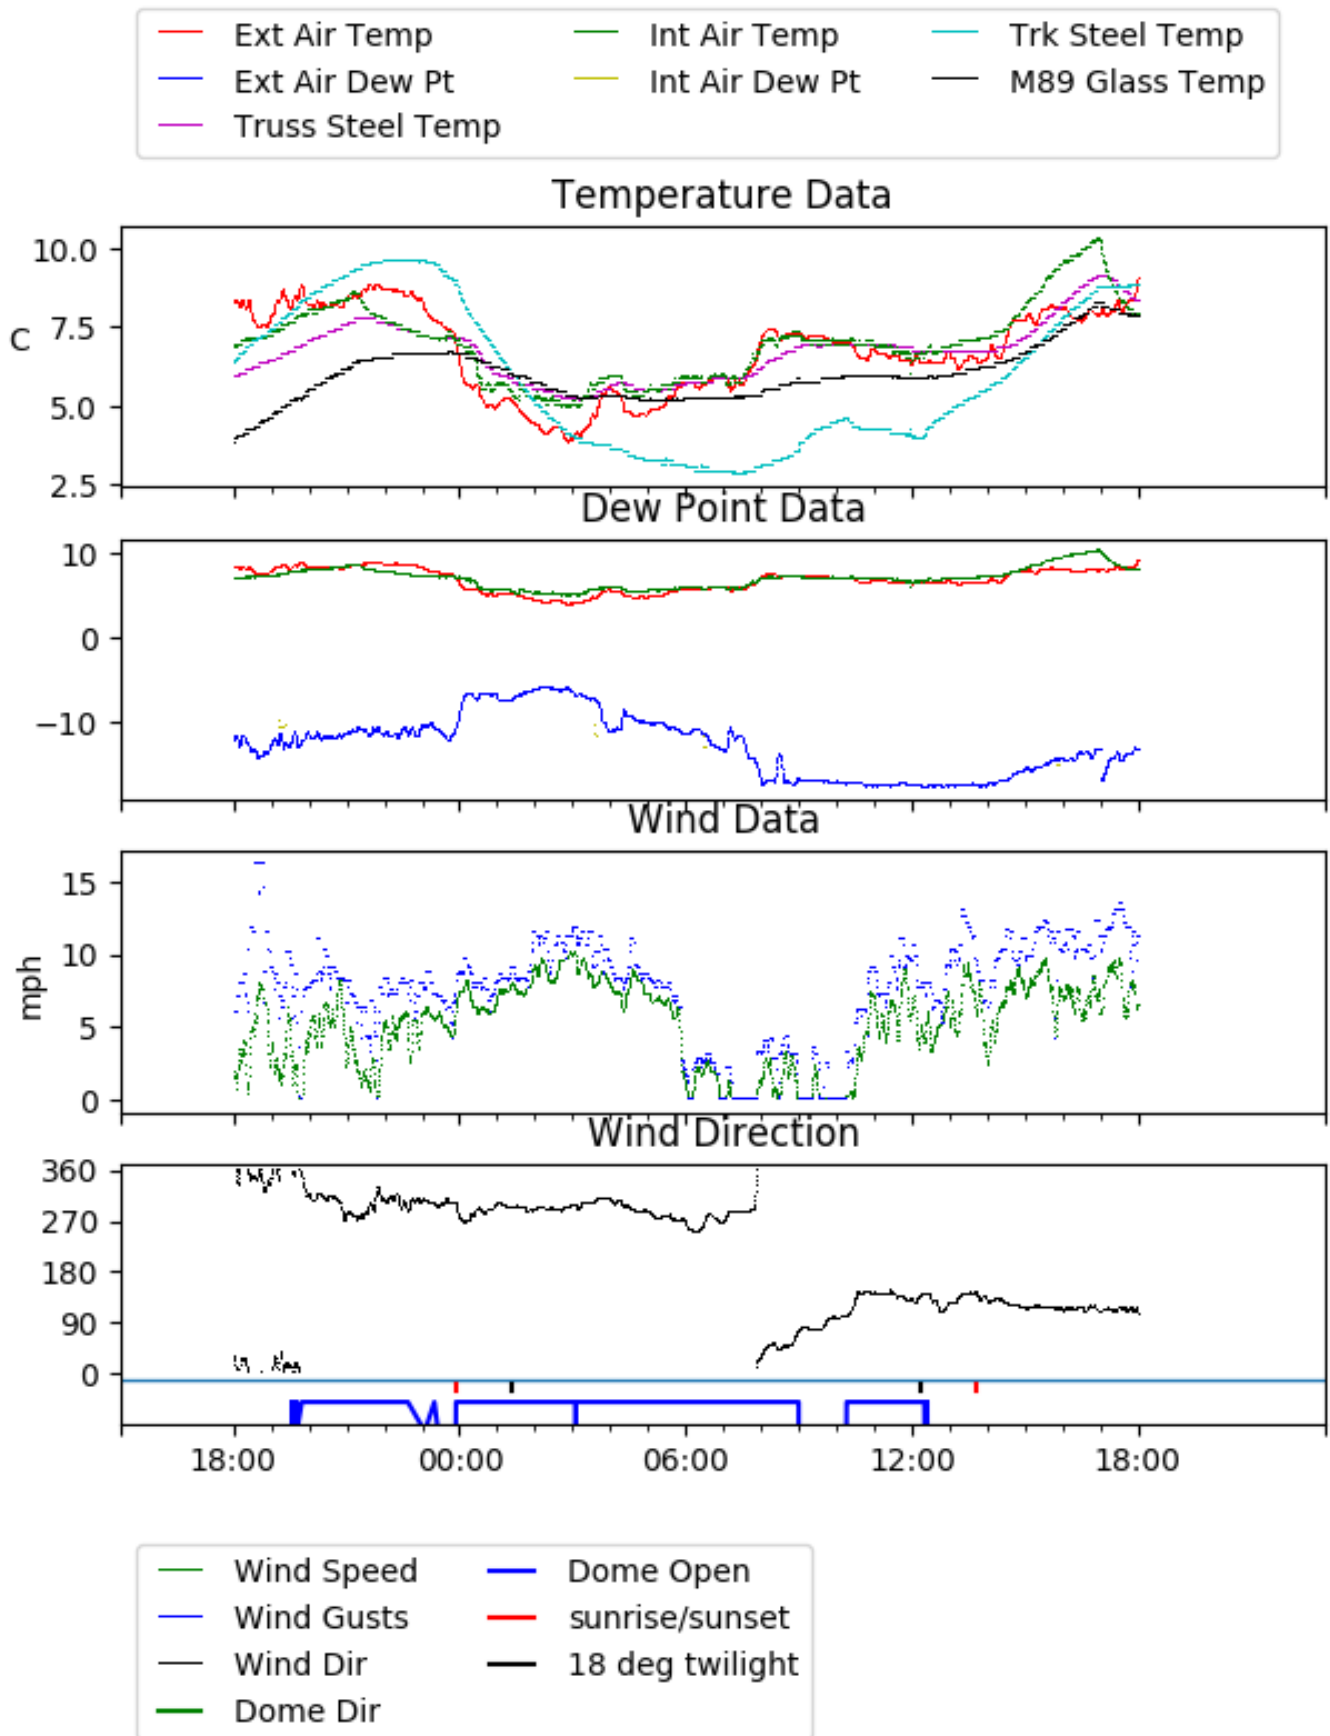 Ext Air Temp Int Air Temp Trk Steel Temp
Ext Air Dew Pt Int Air Dew Pt M89 Glass Temp
Truss Steel Temp
Temperature Data
10.0
7.5
C
5.0
2.5
Dew Point Data
10
0
−10
Wind Data
15
10
mph
5
0
Wind Direction
360
270
180
90
0
18:00 00:00 06:00 12:00 18:00
Wind Speed Dome Open
Wind Gusts sunrise/sunset
Wind Dir 18 deg twilight
Dome Dir